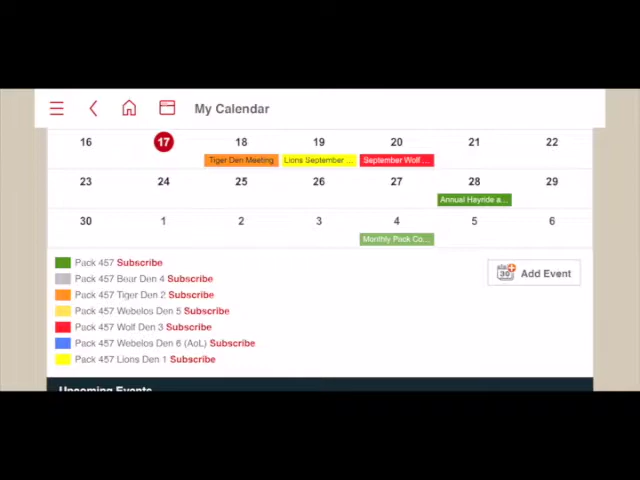 My Calendar
16 17 18 19 20 21 22
Tiger Den Meeting Lions September ... September Wolf ...
23 24 25 26 27 28 29
Annual Hayride a...
30 1 2 3 4 5 6
Monthly Pack Co...
Pack 457 Subscribe
Pack 457 Bear Den 4 Subscribe
Pack 457 Tiger Den 2 Subscribe
Pack 457 Webelos Den 5 Subscribe
Pack 457 Wolf Den 3 Subscribe
Pack 457 Webelos Den 6 (AoL) Subscribe
Pack 457 Lions Den 1 Subscribe
30 Add Event
Upcoming Events